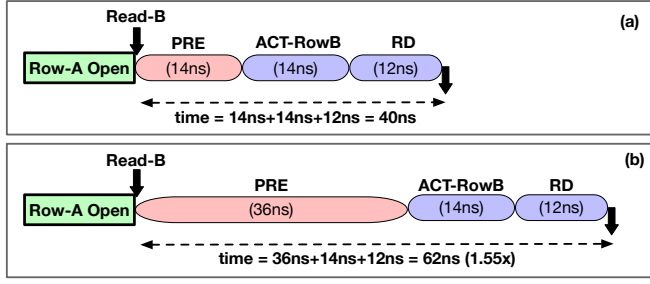 (a)
Read-B
PRE ACT-RowB RD
Row-A Open (14ns) (14ns) (12ns)
time = 14ns+14ns+12ns = 40ns
(b)
Read-B
PRE ACT-RowB RD
Row-A Open (36ns) (14ns) (12ns)
time = 36ns+14ns+12ns = 62ns (1.55x)